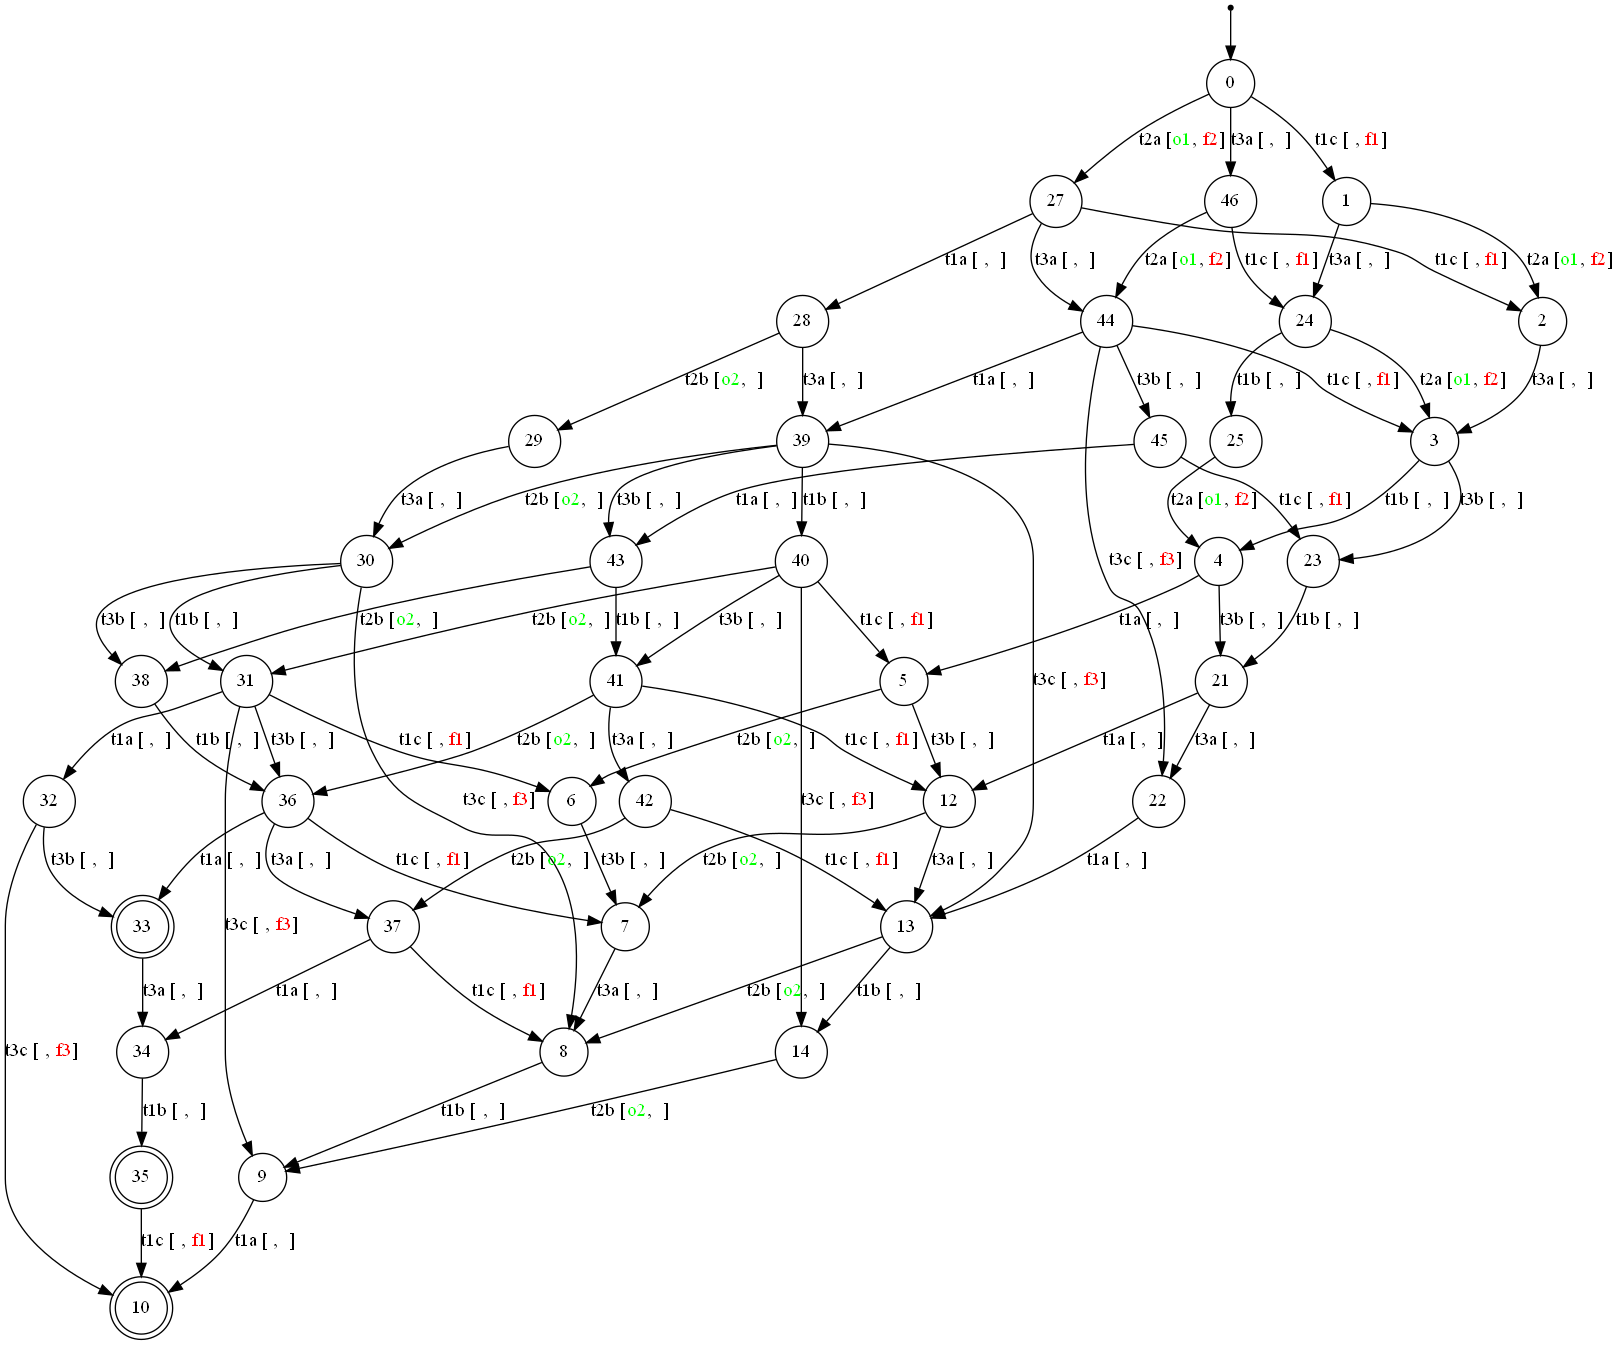 0
t2a [o1, f2]
t3a [ ,  ]
t1c [ , f1]
27
46
1
t1a [ ,  ]
t3a [ ,  ]
t2a [o1, f2]
t1c [ , f1]
t3a [ ,  ]
t1c [ , f1]
t2a [o1, f2]
28
44
24
2
t2b [o2,  ]
t3a [ ,  ]
t1a [ ,  ]
t3b [ ,  ]
t1b [ ,  ]
t1c [ , f1]
t2a [o1, f2]
t3a [ ,  ]
29
39
45
25
3
t3a [ ,  ]
t2b [o2,  ]
t3b [ ,  ]
t1a [ ,  ]
t1b [ ,  ]
t2a [o1, f2]
t1c [ , f1]
t1b [ ,  ]
t3b [ ,  ]
30
43
40
t3c [ , f3]
4
23
t3b [ ,  ]
t1b [ ,  ]
t2b [o2,  ]
t2b [o2,  ]
t1b [ ,  ]
t3b [ ,  ]
t1c [ , f1]
t1a [ ,  ]
t3b [ ,  ]
t1b [ ,  ]
38
31
41
5
t3c [ , f3]
21
t1a [ ,  ]
t1b [ ,  ]
t3b [ ,  ]
t1c [ , f1]
t2b [o2,  ]
t3a [ ,  ]
t2b [o2,  ]
t1c [ , f1]
t3b [ ,  ]
t1a [ ,  ]
t3a [ ,  ]
32
36
t3c [ , f3]
6
42
t3c [ , f3]
12
22
t3b [ ,  ]
t1a [ ,  ]
t3a [ ,  ]
t1c [ , f1]
t2b [o2,  ]
t3b [ ,  ]
t2b [o2,  ]
t1c [ , f1]
t3a [ ,  ]
t1a [ ,  ]
33
t3c [ , f3]
37
7
13
t3a [ ,  ]
t1a [ ,  ]
t1c [ , f1]
t3a [ ,  ]
t2b [o2,  ]
t1b [ ,  ]
t3c [ , f3]
34
8
14
t1b [ ,  ]
t1b [ ,  ]
t2b [o2,  ]
35
9
t1c [ , f1]
t1a [ ,  ]
10